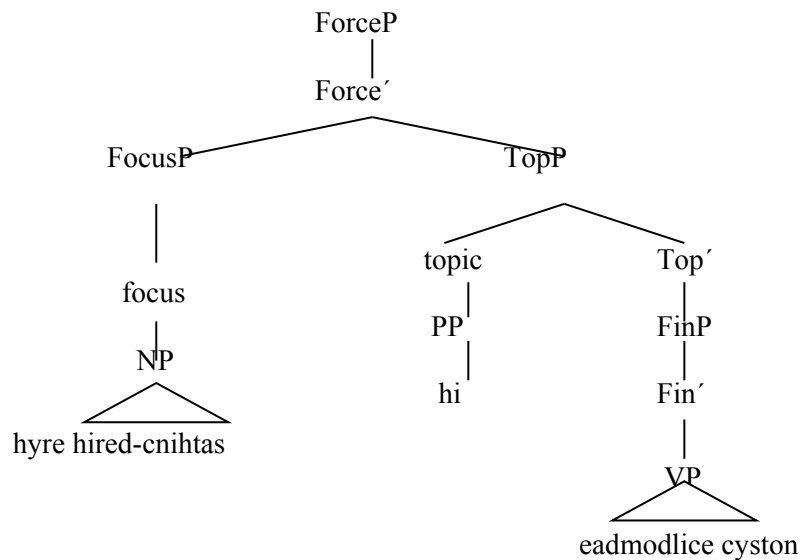 ForceP
Force´
FocusP TopP
topic Top´
focus
PP FinP
NP
hi Fin´
hyre hired-cnihtas
VP
eadmodlice cyston